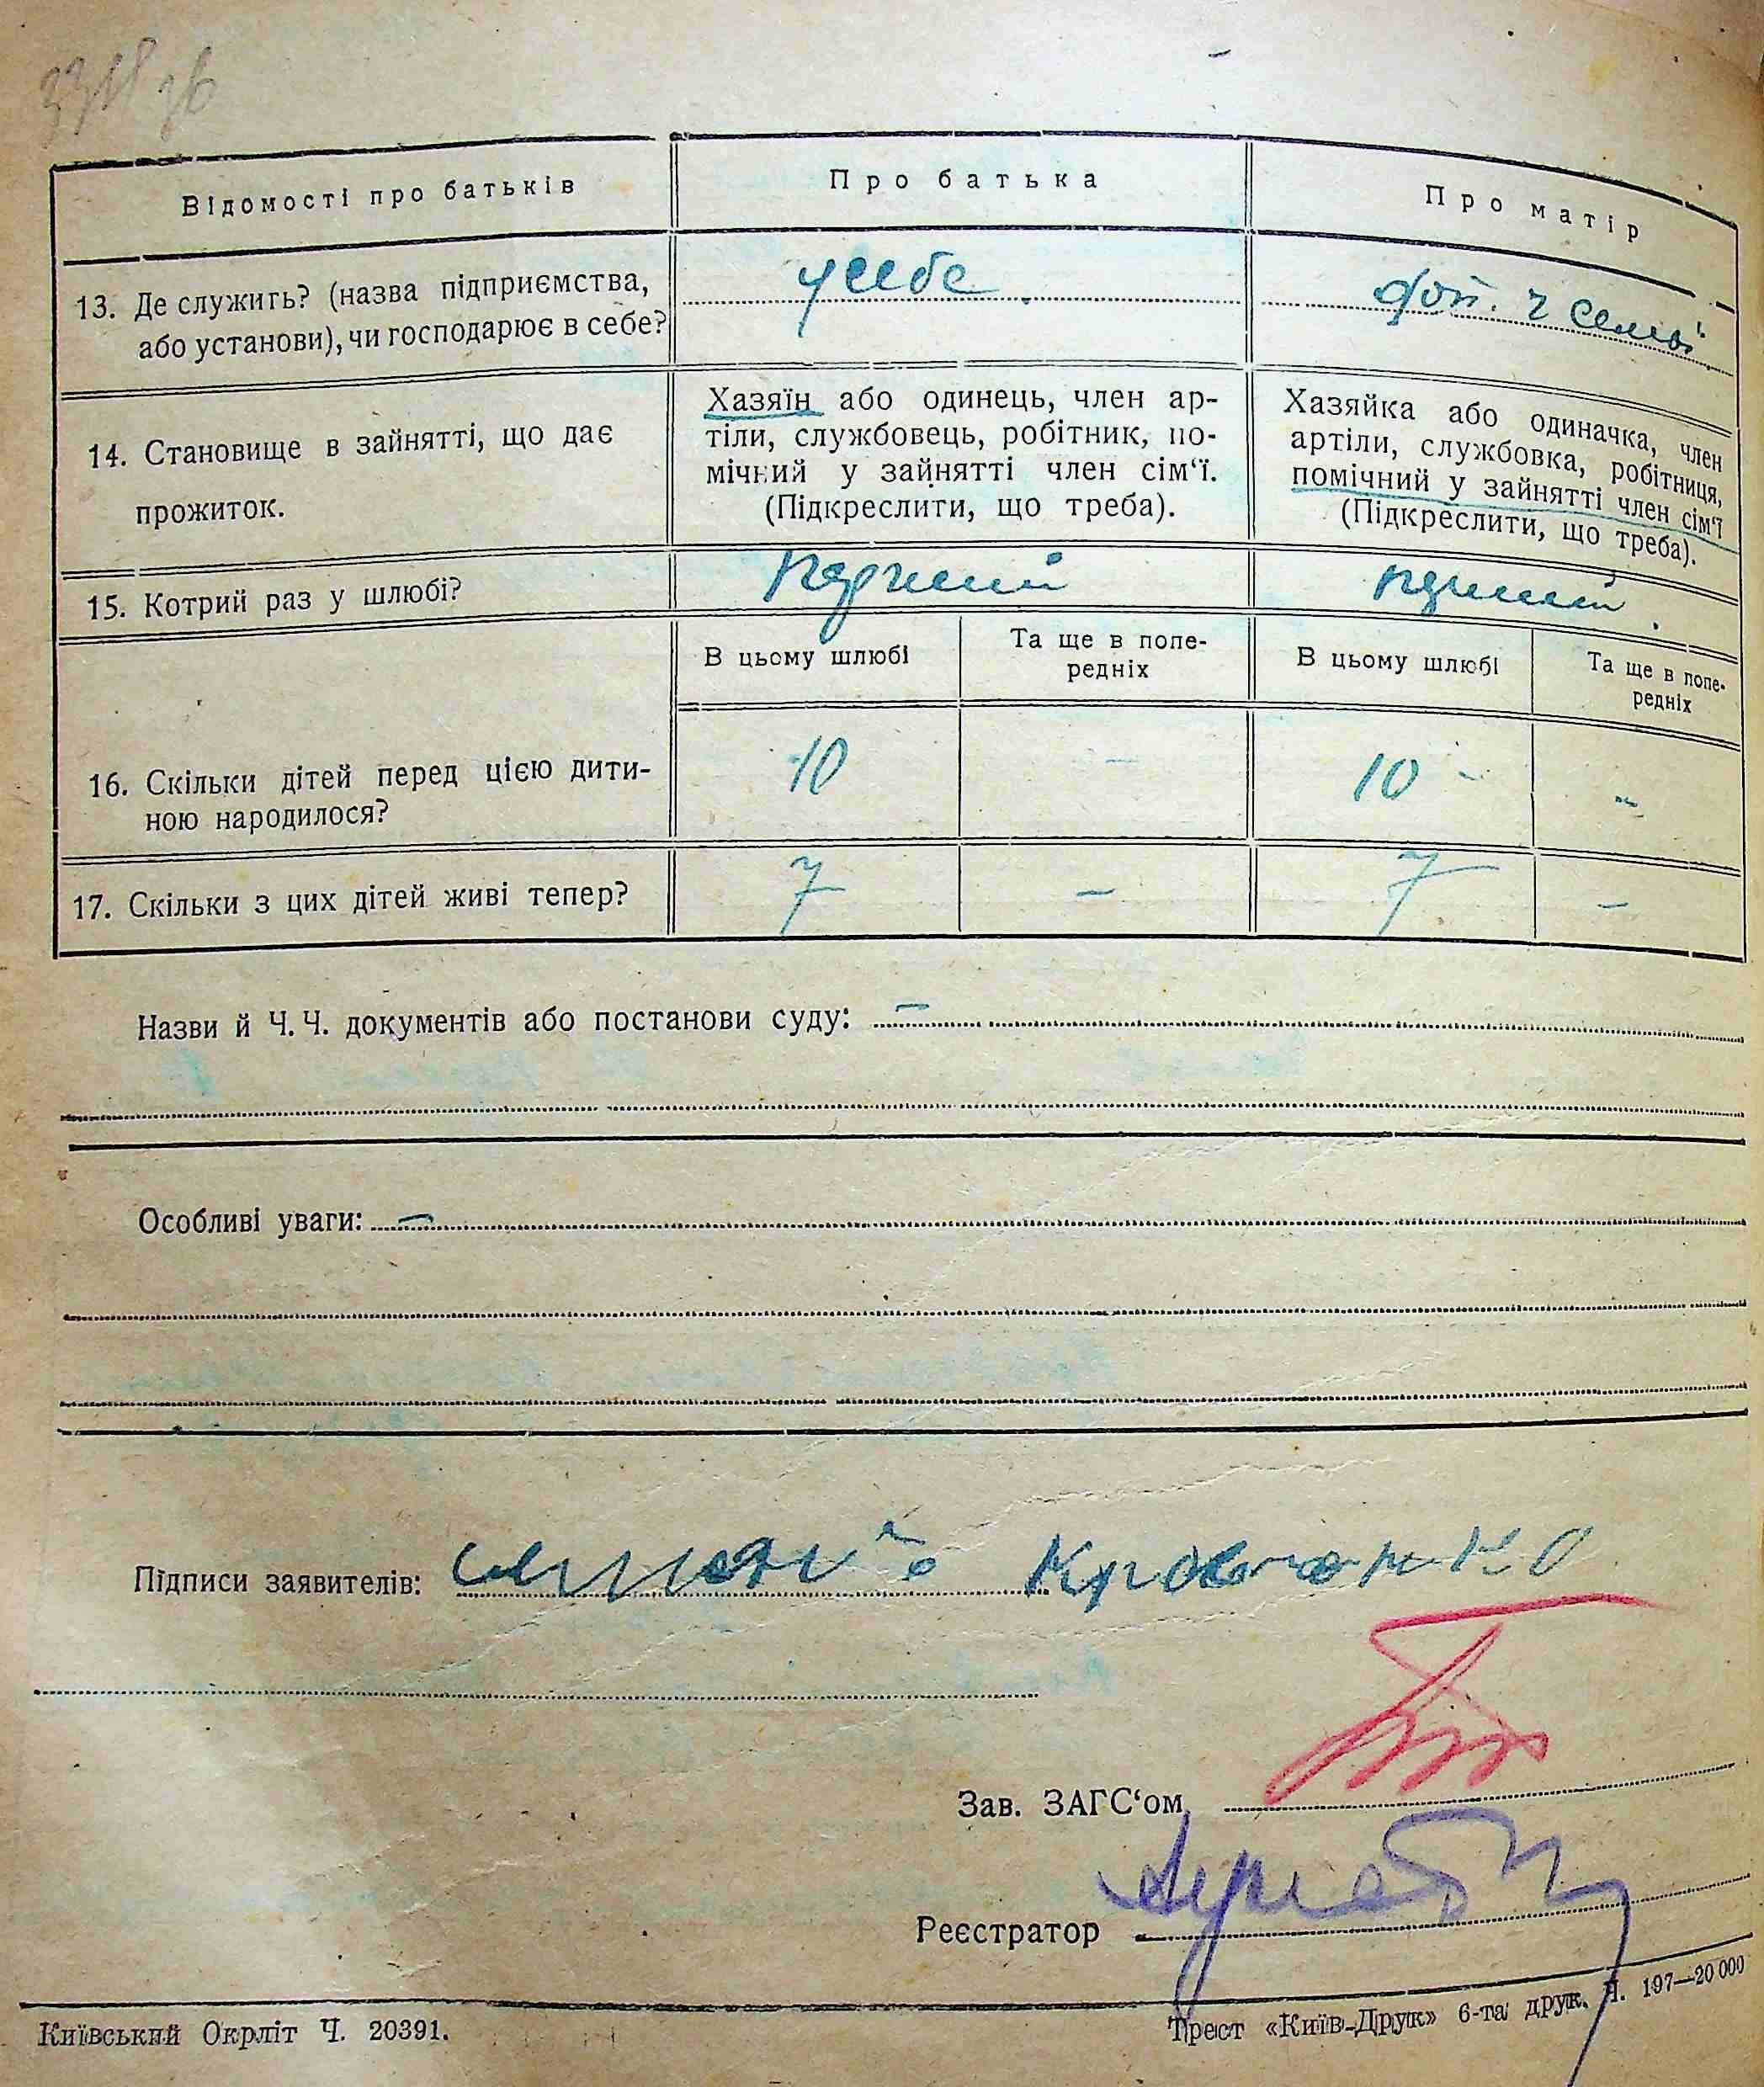 Відомості про батьків
Про батька
Про матір
13. Де служить? (назва підприємства, або установи), чи господарює в себе?
у себе
доп. у семьї
14. Становище в зайнятті, що дає прожиток.
Хазяїн або одинець, член ар-
тіли, службовець, робітник, по-
мічний у зайнятті член сім‘ї.
(Підкреслити, що треба).
Хазяйка або одиначка, член
артіли, службовка, робітниця,
помічний у зайнятті член сім‘ї
(Підкреслити, що треба).
15. Котрий раз у шлюбі?
перший
перший
В цьому шлюбі
Та ще в попе-
редніх
В цьому шлюбі
Та ще в попе-
редніх
16. Скільки дітей перед цією дити-
ною народилося?
10
–
10 -
-
17. Скільки з цих дітей живі тепер?
7
–
7
–
Назви й Ч. Ч. документів або постанови суду: –
Особливі уваги: –
Підписи заявителів:
Зав. ЗАГС‘ом
Реєстратор
Київський Окрліт Ч. 20391.
Трест «Київ-Друк» 6-та друк. П. 197—20 000